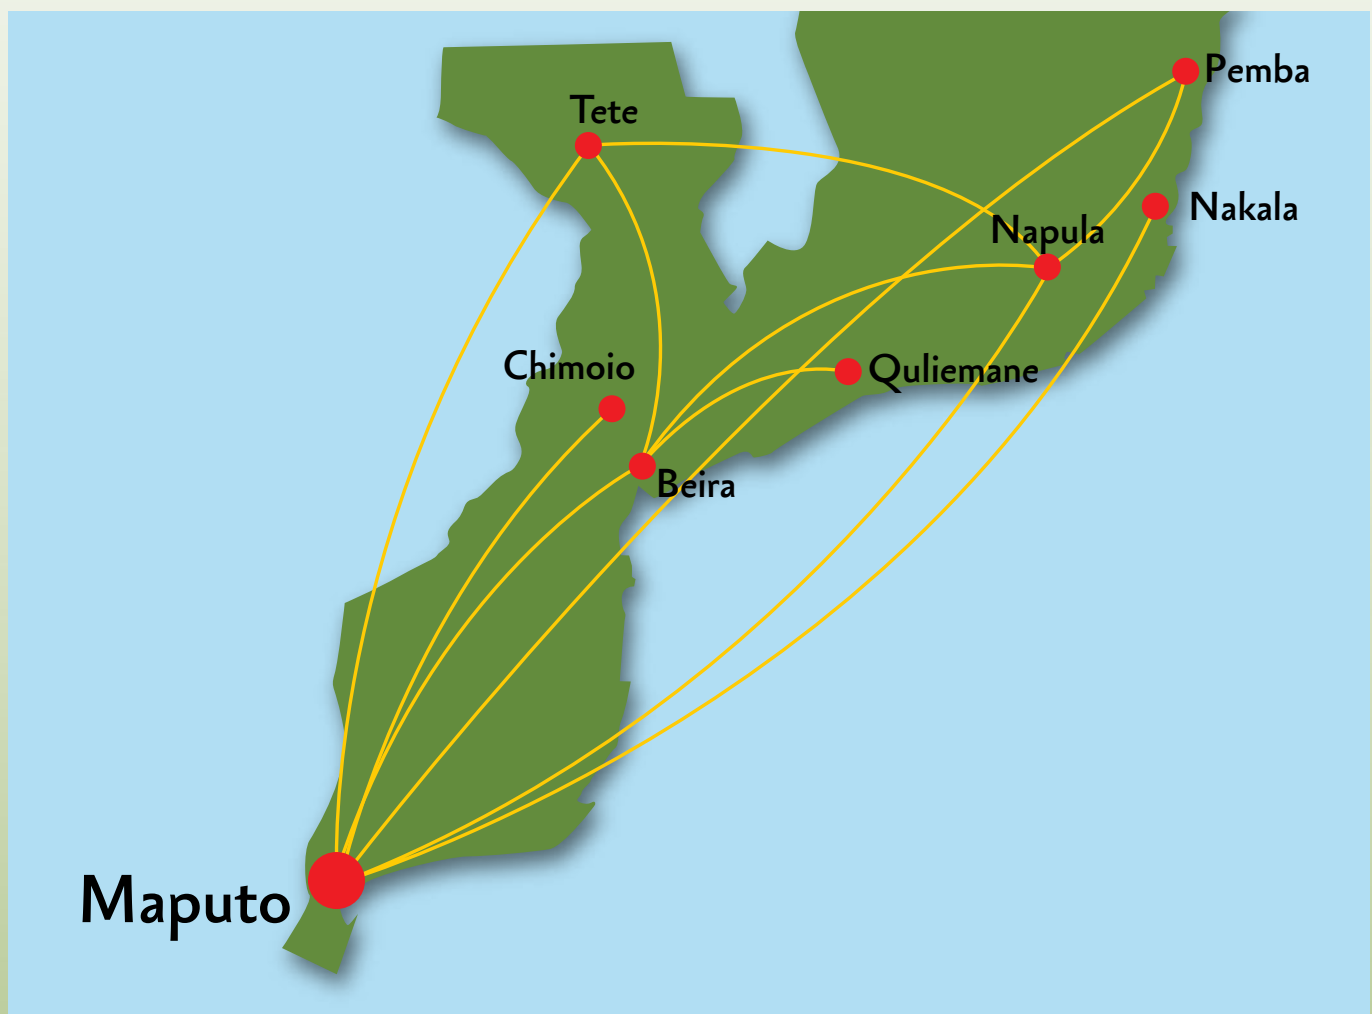 Pemba
Tete
Nakala
Napula
Chimoio
Quliemane
Beira
Maputo